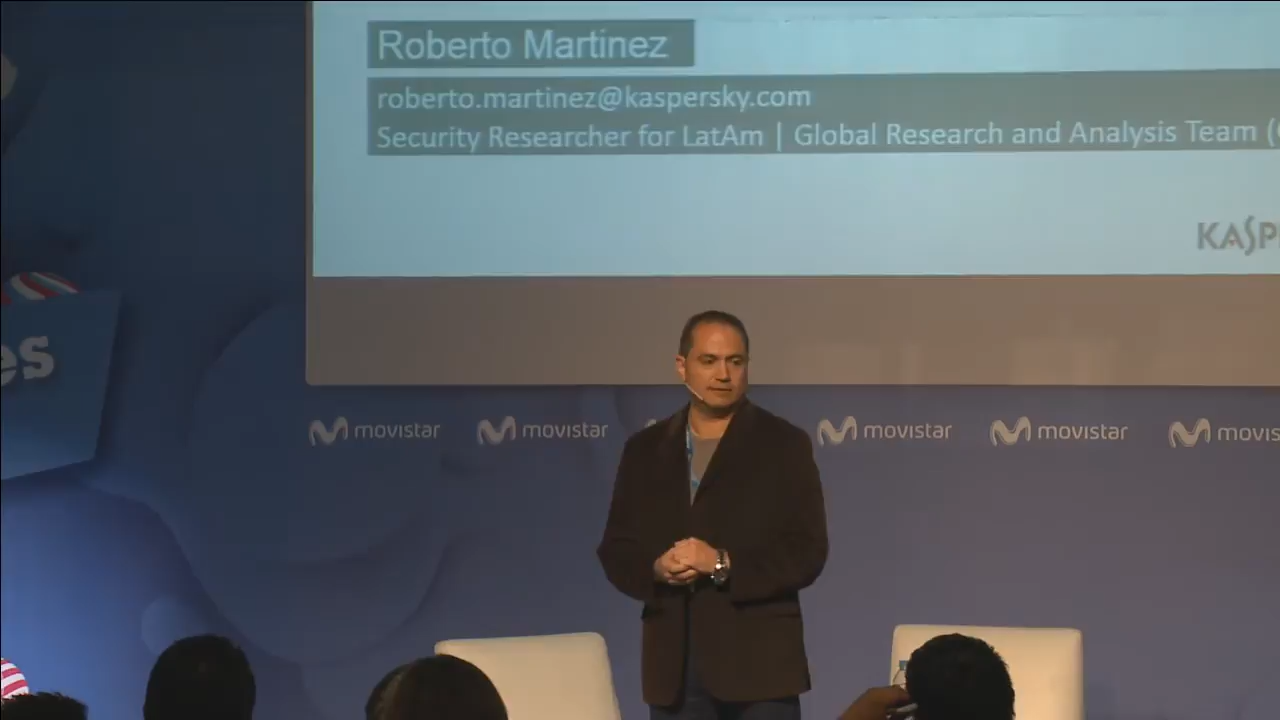 Roberto Martinez
roberto.martinez@kaspersky.com
Security Researcher for LatAm | Global Research and Analysis Team (
KASP
es
movistar movistar movistar movistar movis